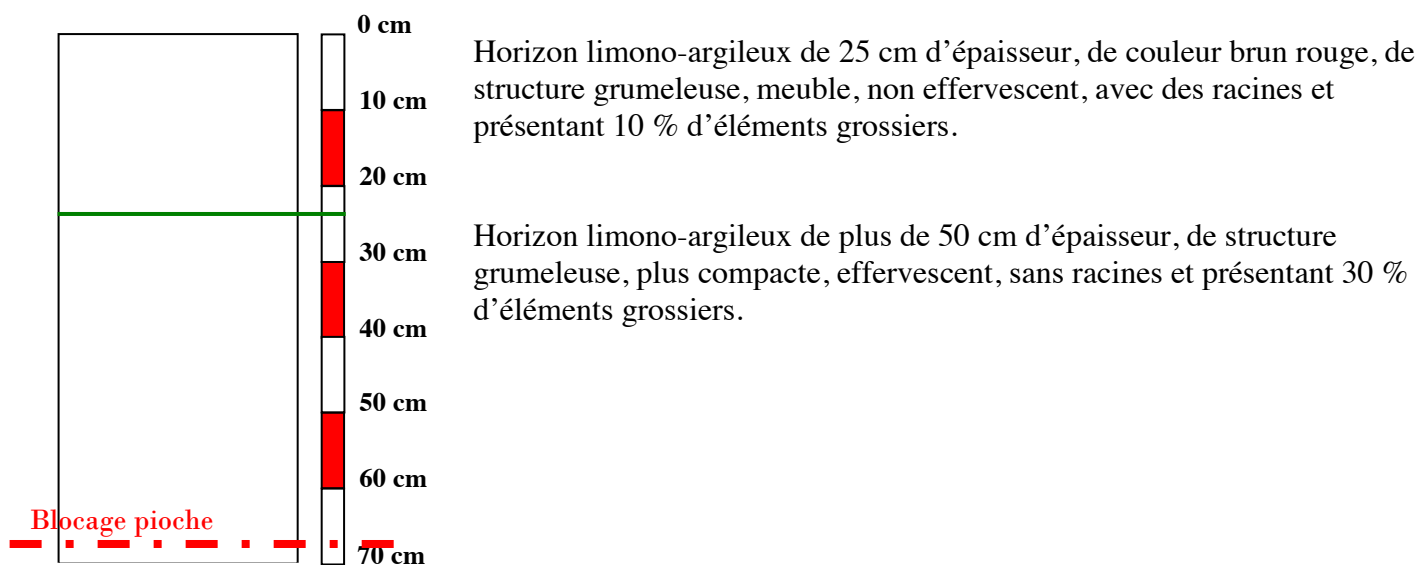 0 cm
Horizon limono-argileux de 25 cm d’épaisseur, de couleur brun rouge, de
structure grumeleuse, meuble, non effervescent, avec des racines et
présentant 10 % d’éléments grossiers.
10 cm
20 cm
Horizon limono-argileux de plus de 50 cm d’épaisseur, de structure
grumeleuse, plus compacte, effervescent, sans racines et présentant 30 %
d’éléments grossiers.
30 cm
40 cm
50 cm
60 cm
Blocage pioche
70 cm